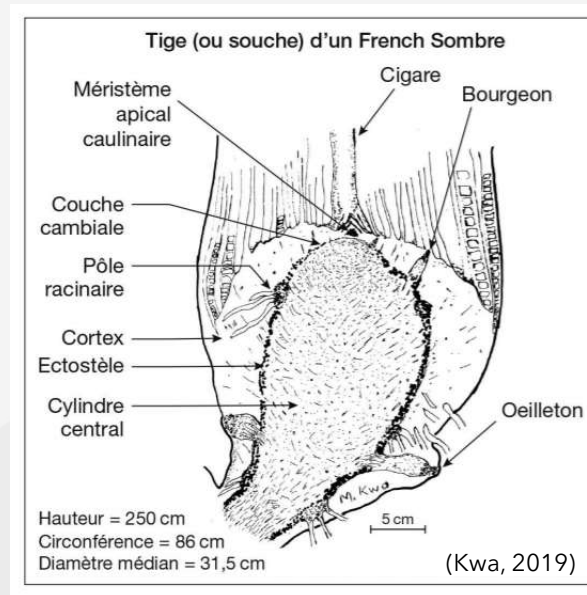 Tige (ou souche) d'un French Sombre
Cigare
Méristème
apical
caulinaire
Bourgeon
Couche
cambiale
Pôle
racinaire
Cortex
Ectostèle
Cylindre
central
Oeilleton
M. Kwa
5 cm
Hauteur = 250 cm
Circonférence = 86 cm
Diamètre médian = 31,5 cm
(Kwa, 2019)